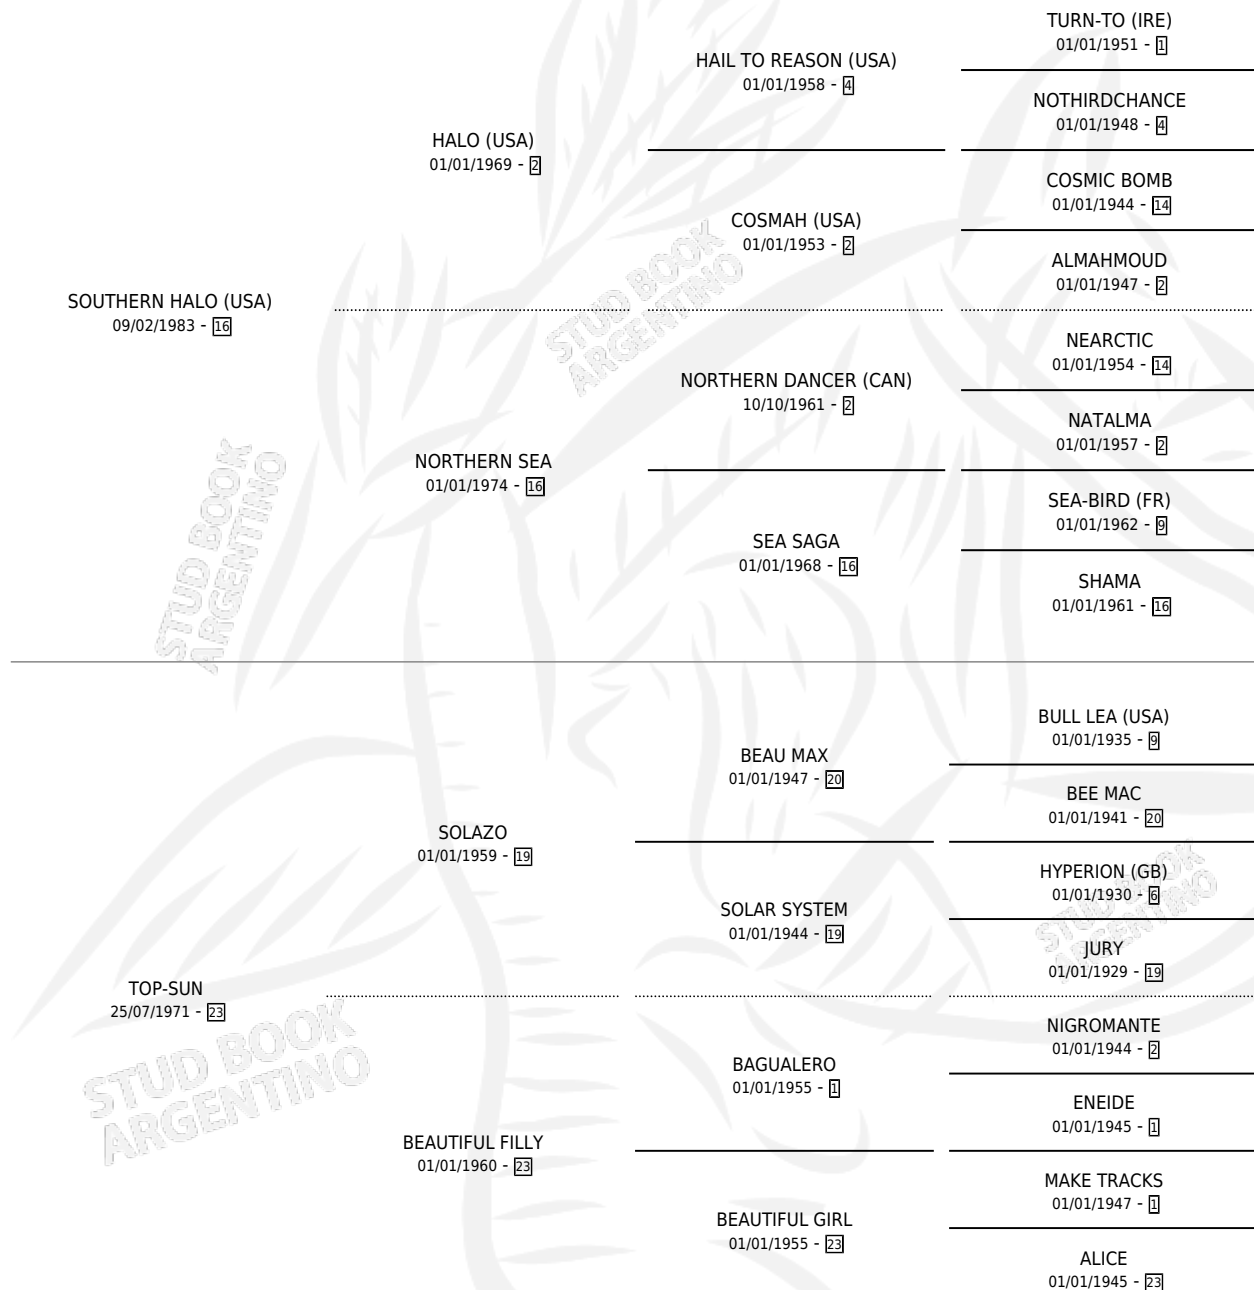 TURN-TO (IRE)
01/01/1951 - 1
HAIL TO REASON (USA)
01/01/1958 - 4
NOTHIRDCHANCE
01/01/1948 - 4
HALO (USA)
01/01/1969 - 2
COSMIC BOMB
01/01/1944 - 14
COSMAH (USA)
01/01/1953 - 2
ALMAHMOUD
01/01/1947 - 2
SOUTHERN HALO (USA)
09/02/1983 - 16
NEARCTIC
01/01/1954 - 14
NORTHERN DANCER (CAN)
10/10/1961 - 2
NATALMA
01/01/1957 - 2
NORTHERN SEA
01/01/1974 - 16
SEA-BIRD (FR)
01/01/1962 - 9
SEA SAGA
01/01/1968 - 16
SHAMA
01/01/1961 - 16
STUD BOOK
ARGENTINO
STUD BOOK
ARGENTINO
BULL LEA (USA)
01/01/1935 - 9
BEAU MAX
01/01/1947 - 20
BEE MAC
01/01/1941 - 20
SOLAZO
01/01/1959 - 19
HYPERION (GB)
01/01/1930 - 6
SOLAR SYSTEM
01/01/1944 - 19
JURY
01/01/1929 - 19
STUD BOOK
ARGENTINO
TOP-SUN
25/07/1971 - 23
NIGROMANTE
01/01/1944 - 2
BAGUALERO
01/01/1955 - 1
ENEIDE
01/01/1945 - 1
STUD BOOK
ARGENTINO
BEAUTIFUL FILLY
01/01/1960 - 23
MAKE TRACKS
01/01/1947 - 1
BEAUTIFUL GIRL
01/01/1955 - 23
ALICE
01/01/1945 - 23